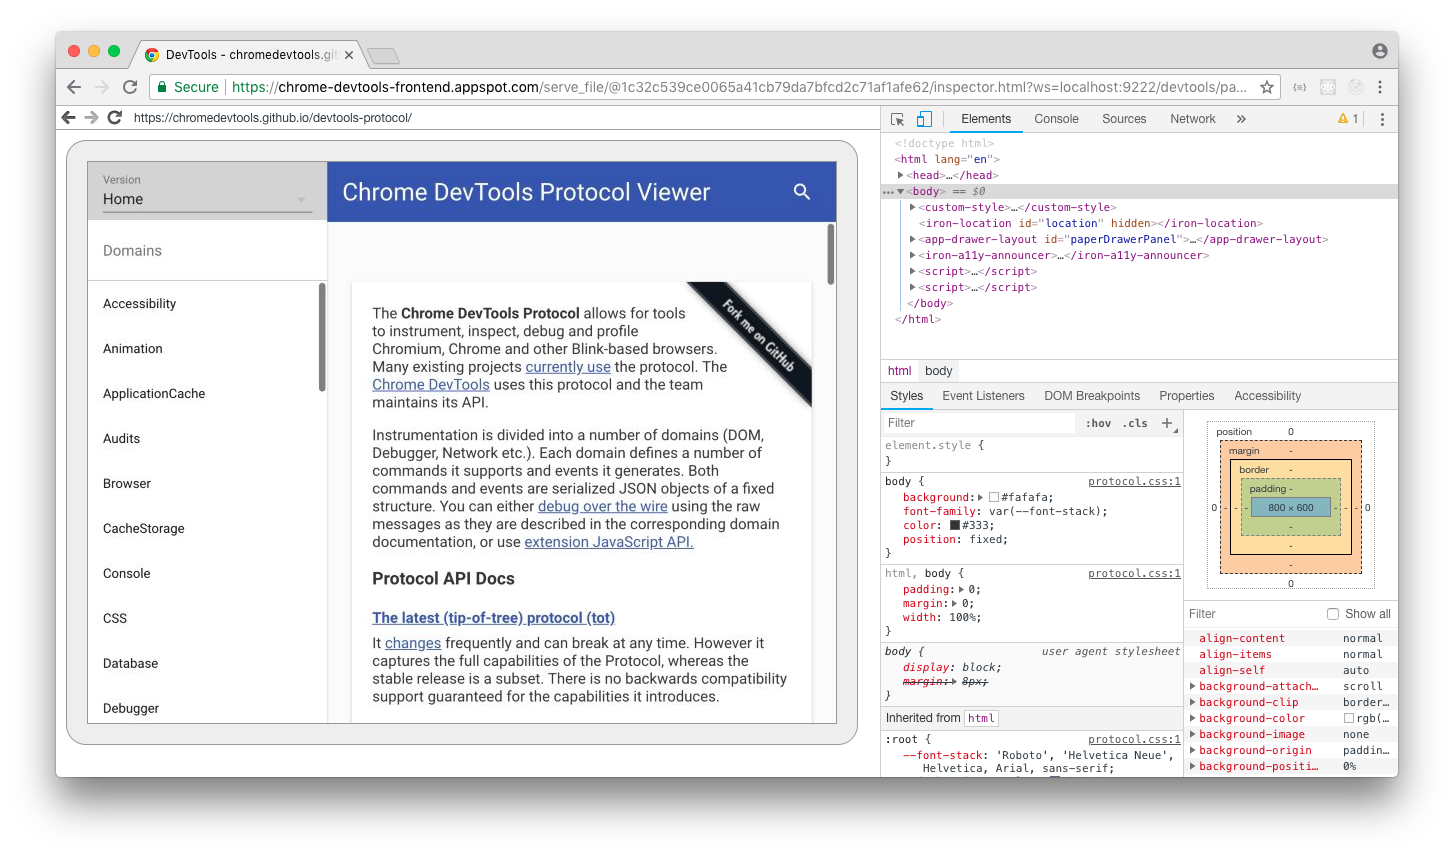 DevTools - chromedevtools.git
Secure https://chrome-devtools-frontend.appspot.com/serve_file/@1c32c539ce0065a41cb79da7bfcd2c71af1afe62/inspector.html?ws=localhost:9222/devtools/pa...
https://chromedevtools.github.io/devtools-protocol/
Version
Home
Domains
Accessibility
Animation
ApplicationCache
Audits
Browser
CacheStorage
Console
CSS
Database
Debugger
Chrome DevTools Protocol Viewer
Fork me on GitHub
The Chrome DevTools Protocol allows for tools
to instrument, inspect, debug and profile
Chromium, Chrome and other Blink-based browsers.
Many existing projects currently use the protocol. The
Chrome DevTools uses this protocol and the team
maintains its API.
Instrumentation is divided into a number of domains (DOM,
Debugger, Network etc.). Each domain defines a number of
commands it supports and events it generates. Both
commands and events are serialized JSON objects of a fixed
structure. You can either debug over the wire using the raw
messages as they are described in the corresponding domain
documentation, or use extension JavaScript API.
Protocol API Docs
The latest (tip-of-tree) protocol (tot)
It changes frequently and can break at any time. However it
captures the full capabilities of the Protocol, whereas the
stable release is a subset. There is no backwards compatibility
support guaranteed for the capabilities it introduces.
Elements Console Sources Network » 1
<!doctype html>
<html lang="en">
<head>…</head>
<body> == $0
<custom-style>…</custom-style>
<iron-location id="location" hidden></iron-location>
<app-drawer-layout id="paperDrawerPanel">…</app-drawer-layout>
<iron-a11y-announcer>…</iron-a11y-announcer>
<script>…</script>
<script>…</script>
</body>
</html>
html body
Styles Event Listeners DOM Breakpoints Properties Accessibility
Filter :hov .cls +
element.style {
}
body { protocol.css:1
background: #fafafa;
font-family: var(--font-stack);
color: #333;
position: fixed;
}
html, body { protocol.css:1
padding: 0;
margin: 0;
width: 100%;
}
body { user agent stylesheet
display: block;
margin: 8px;
}
Inherited from html
:root { protocol.css:1
--font-stack: 'Roboto', 'Helvetica Neue',
Helvetica, Arial, sans-serif;
position 0
margin -
border -
padding -
0 - - - 800 × 600 - - - 0
-
-
-
0
Filter Show all
align-content normal
align-items normal
align-self auto
background-attach… scroll
background-clip border…
background-color rgb(…
background-image none
background-origin paddin…
background-positi… 0%